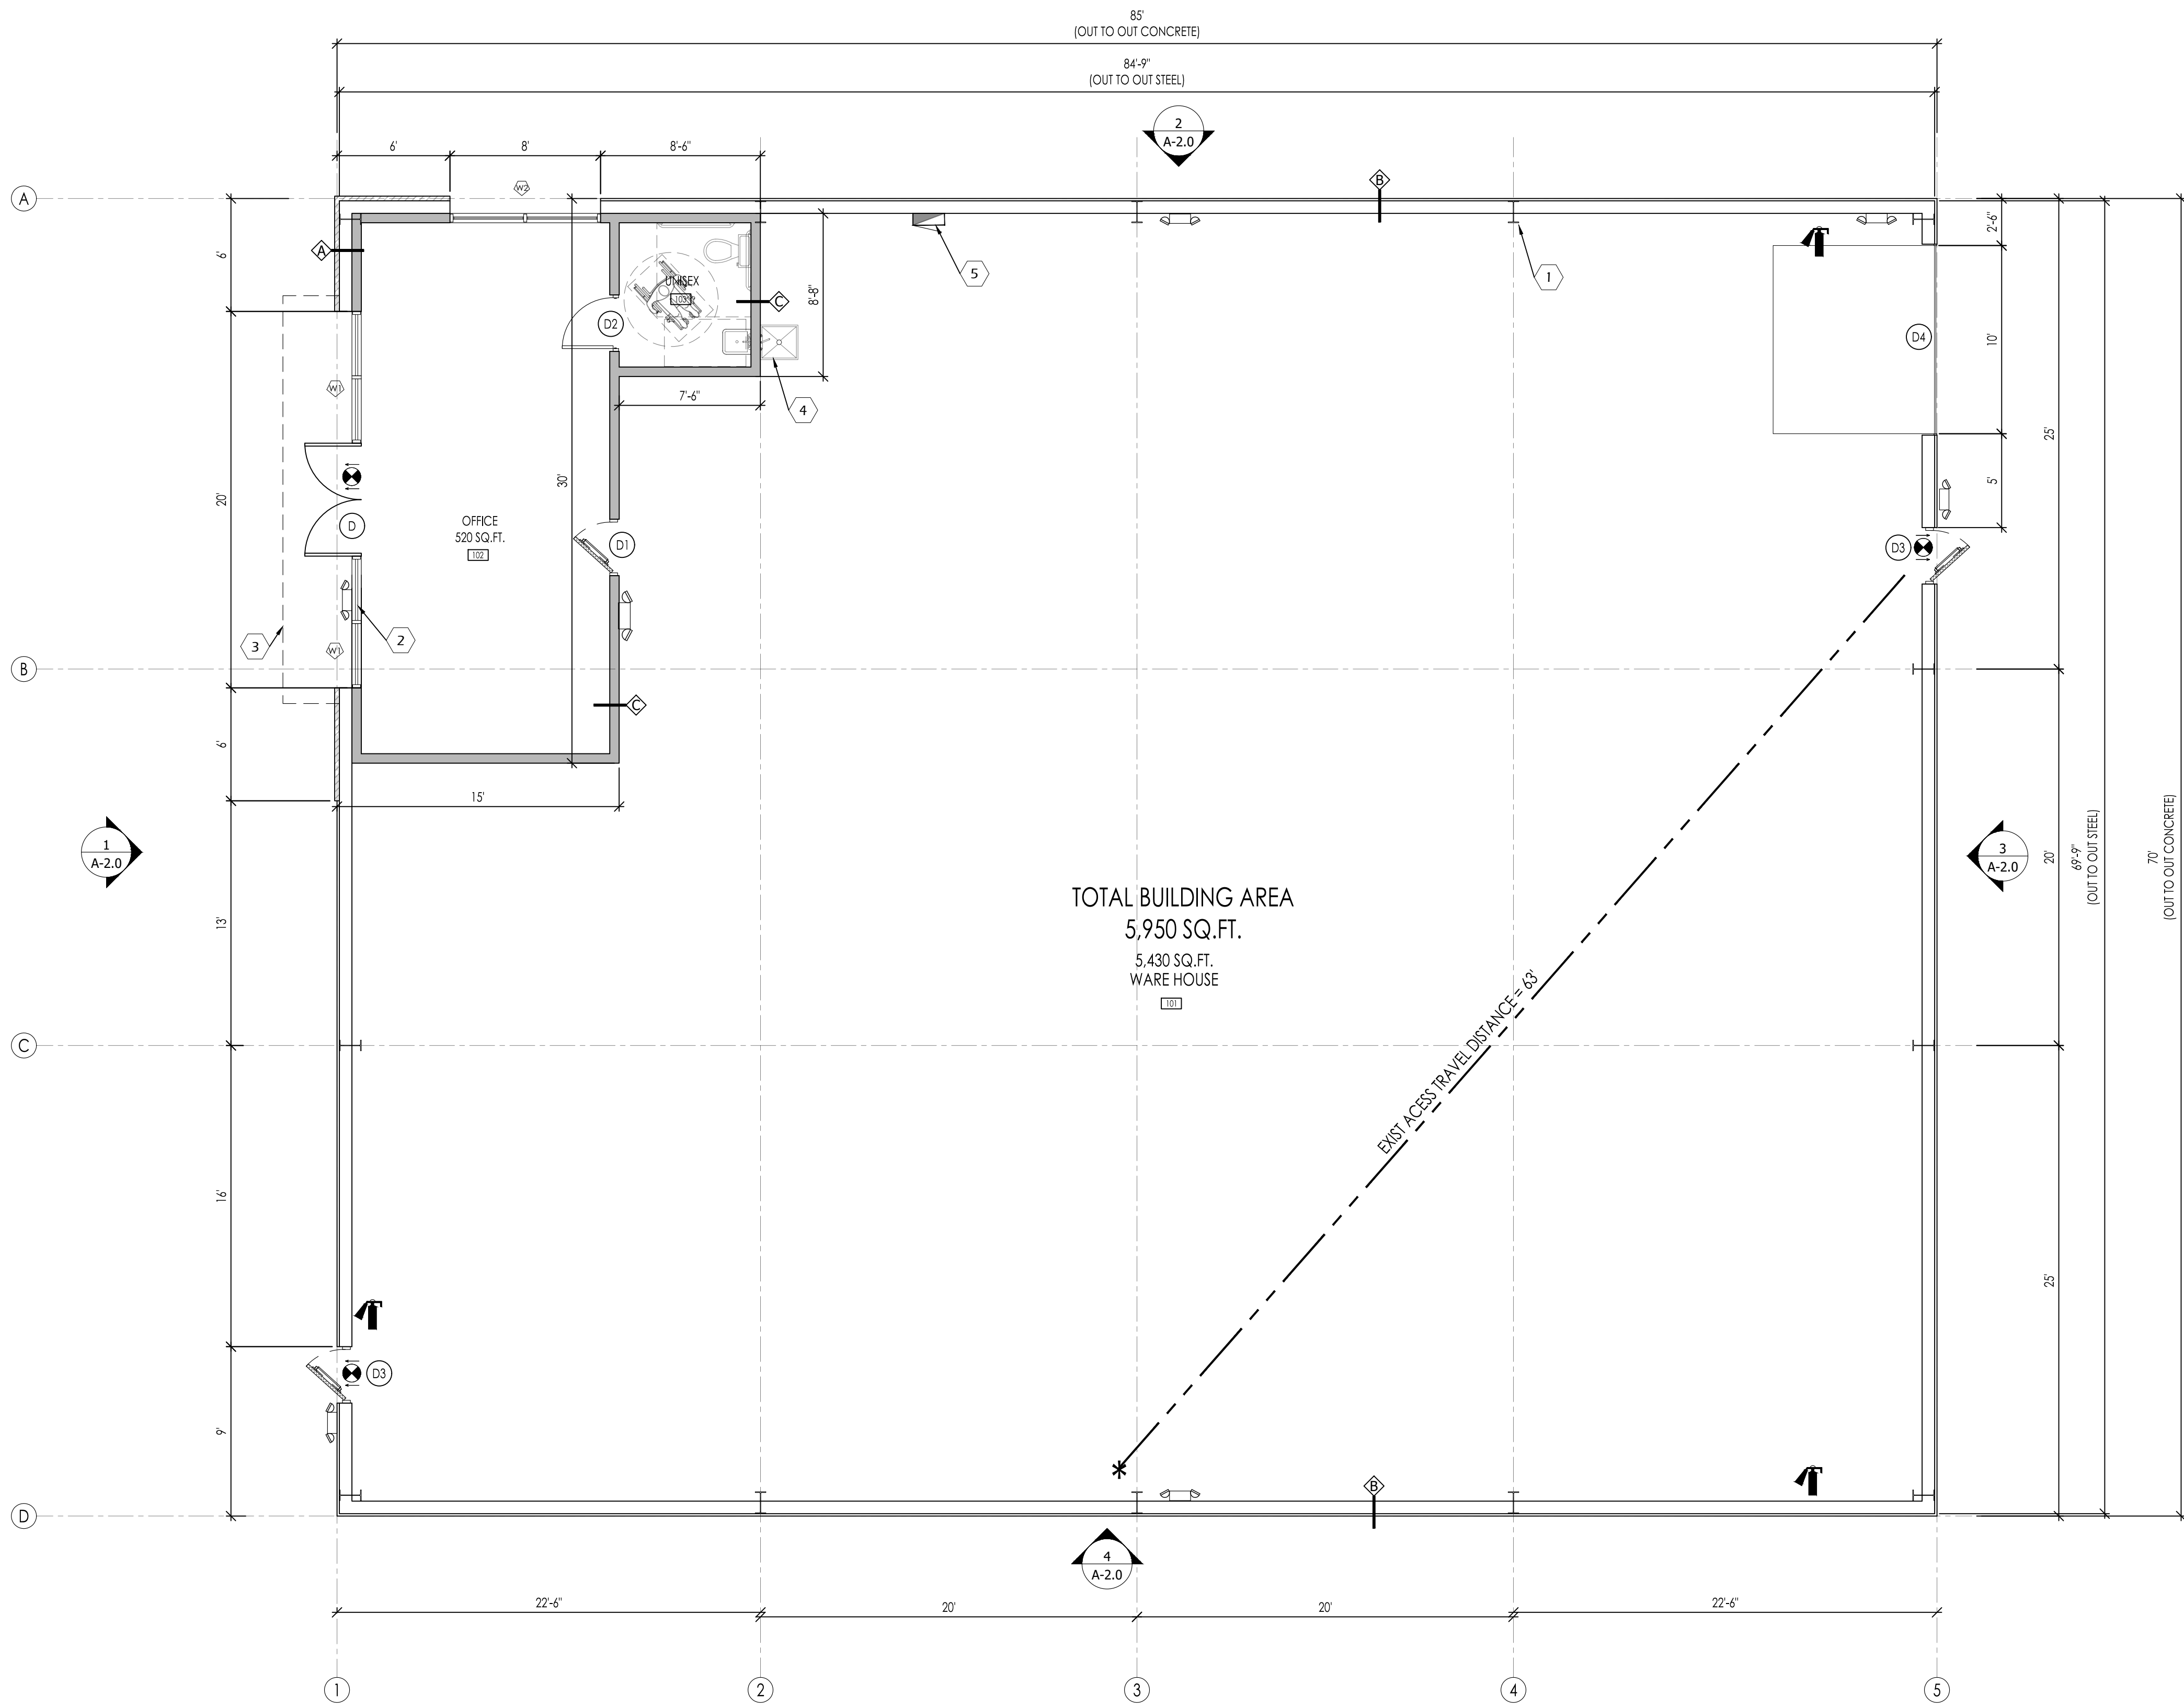 85'
(OUT TO OUT CONCRETE)
84'-9"
(OUT TO OUT STEEL)
2
A-2.0
6'
8'
8'-6"
W2
B
A
A
6'
UNISEX
C
8'-8"
5
1
2'-6"
D2
D4
10'
W1
7'-6"
4
25'
30'
5'
20'
OFFICE
520 SQ.FT.
102
D
D1
D3
3
2
W1
B
C
6'
15'
1
A-2.0
13'
TOTAL BUILDING AREA
5,950 SQ.FT.
5,430 SQ.FT.
WARE HOUSE
101
EXIST ACESS TRAVEL DISTANCE = 63'
3
A-2.0
20'
69'-9"
(OUT TO OUT STEEL)
70'
(OUT TO OUT CONCRETE)
C
16'
25'
D3
9'
*
B
D
4
A-2.0
22'-6"
20'
20'
22'-6"
1
2
3
4
5